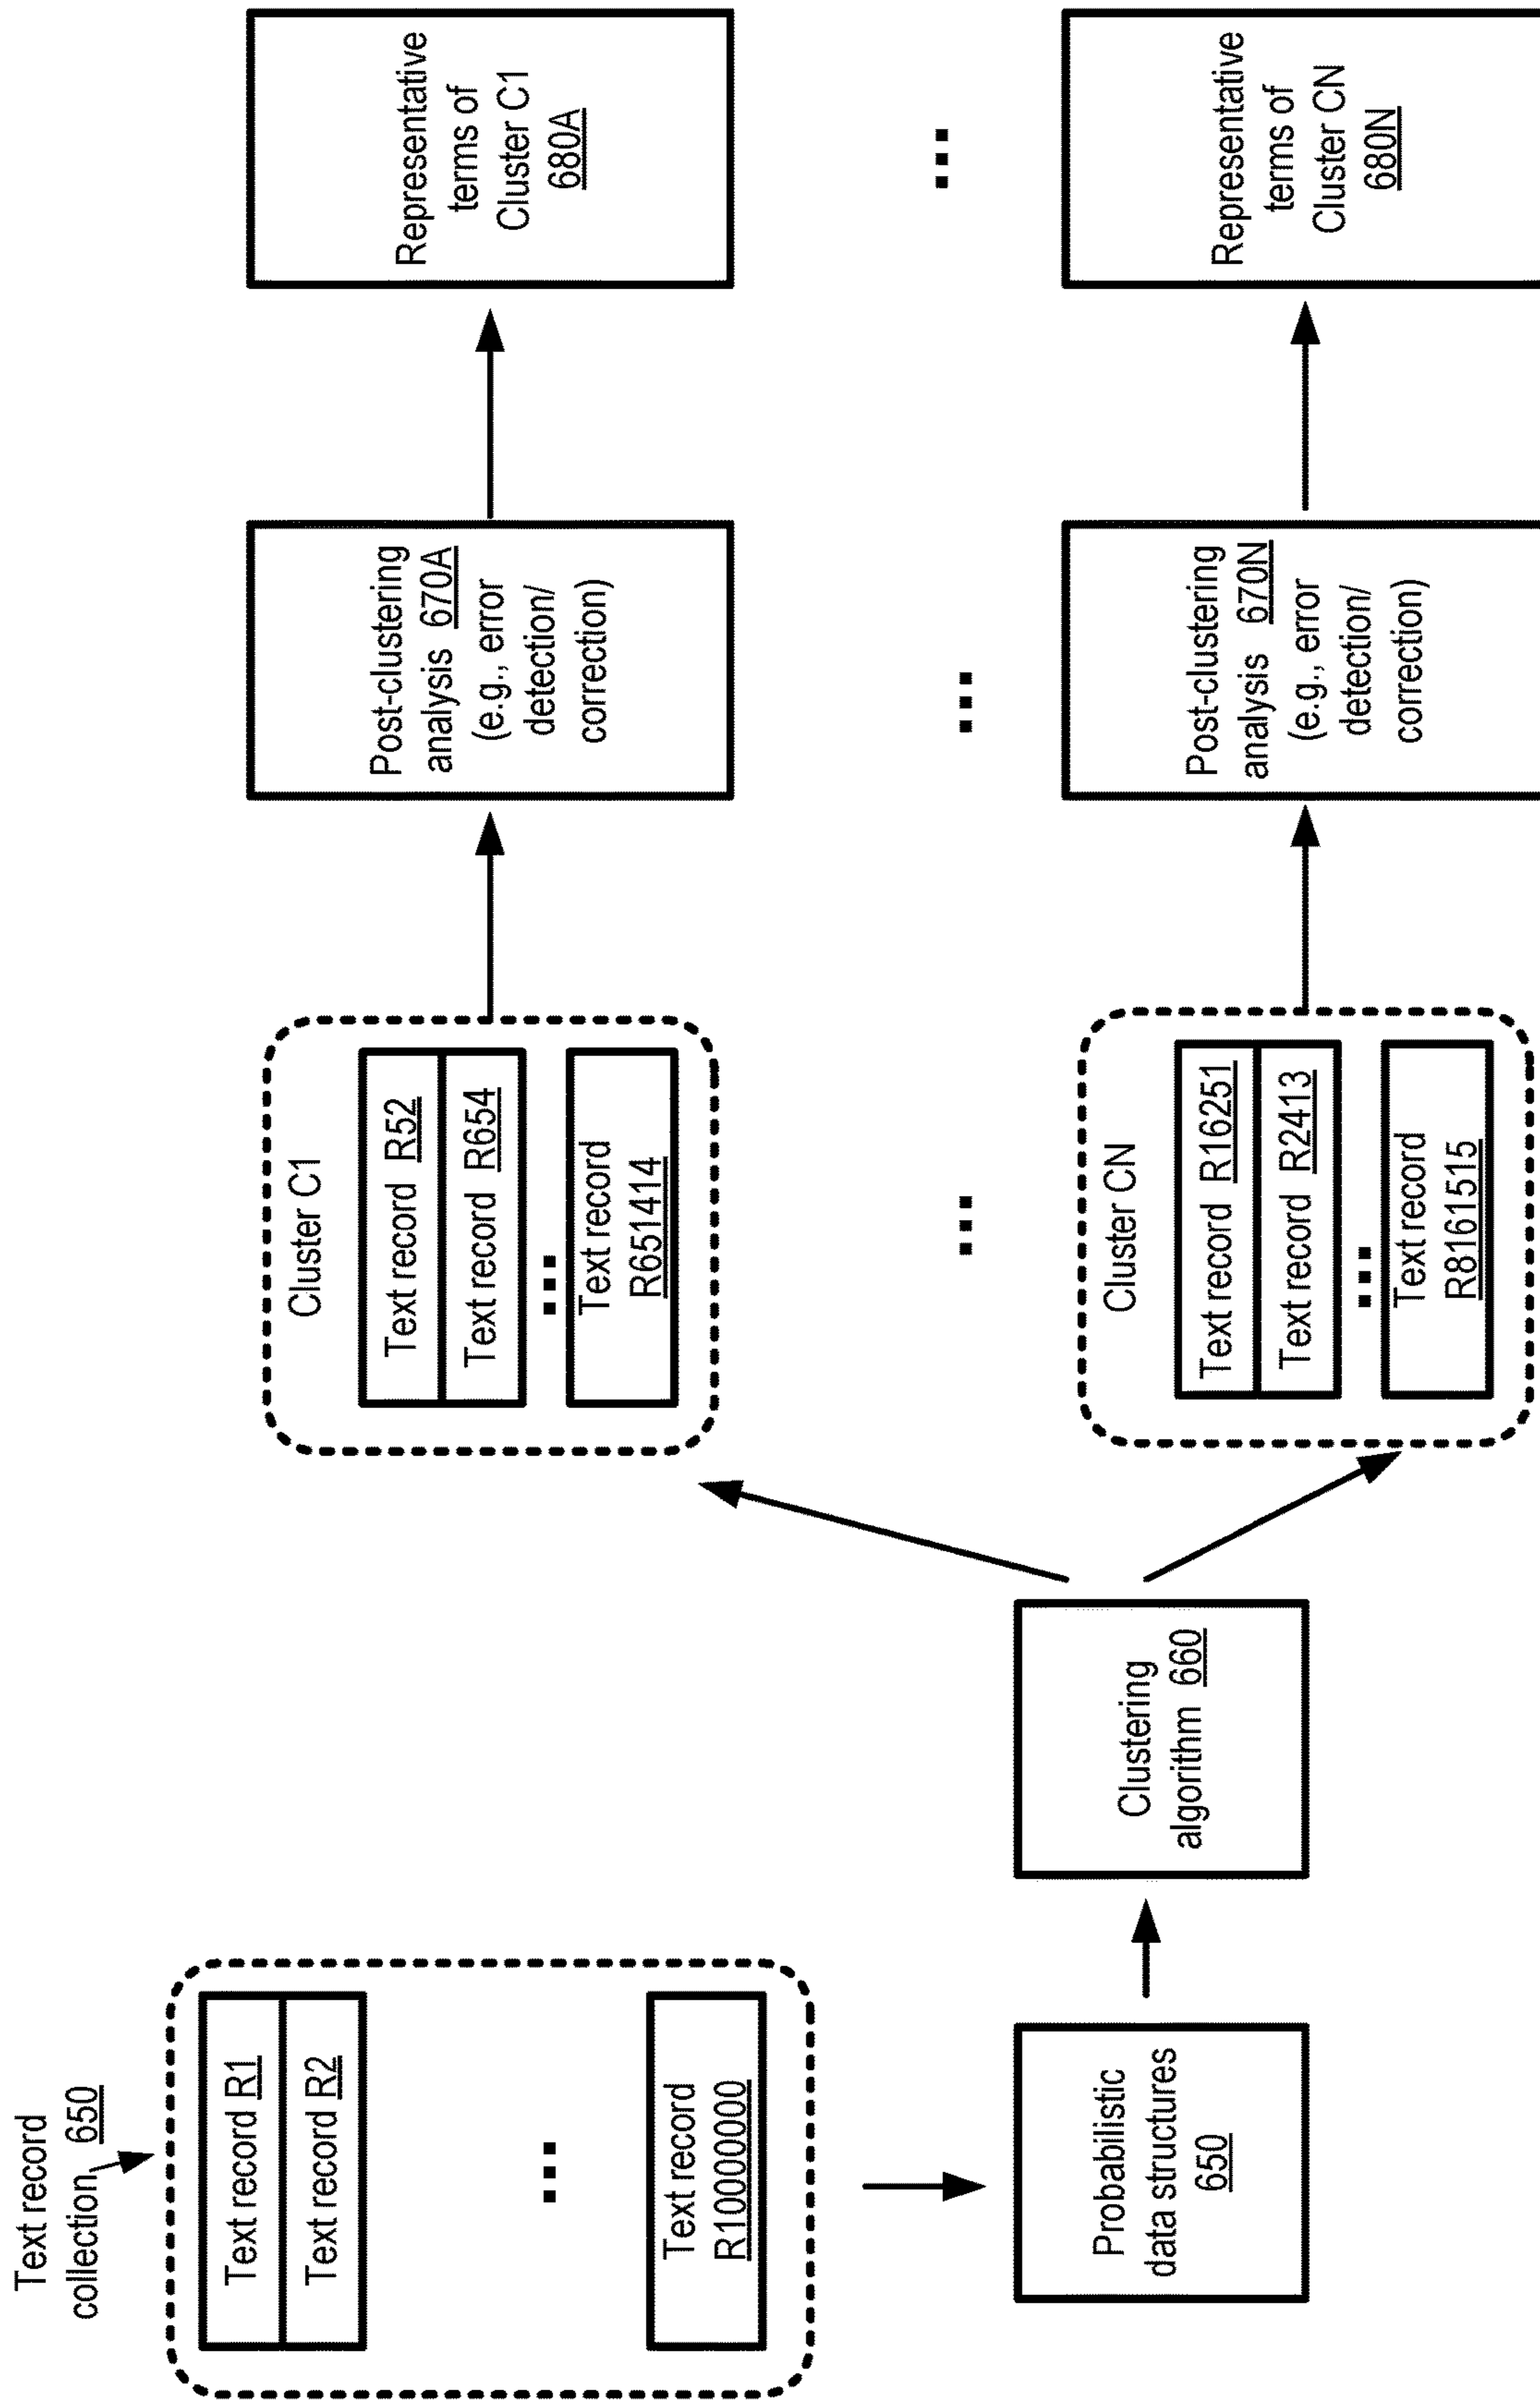 Text record
collection 650
Text record R1
Text record R2
...
Text record
R10000000
Probabilistic
data structures
650
Clustering
algorithm 660
Cluster C1
Text record R52
Text record R654
...
Text record
R651414
...
Cluster CN
Text record R16251
Text record R2413
...
Text record
R8161515
Post-clustering
analysis 670A
(e.g., error
detection/
correction)
...
Post-clustering
analysis 670N
(e.g., error
detection/
correction)
Representative
terms of
Cluster C1
680A
...
Representative
terms of
Cluster CN
680N